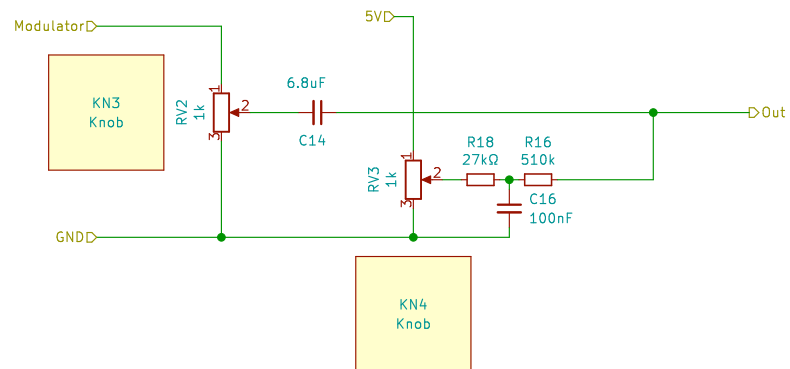 Modulator
5V
KN3
Knob
RV2
1k
1
2
3
6.8uF
C14
Out
RV3
1k
1
2
3
R18
27kΩ
R16
510k
C16
100nF
GND
KN4
Knob